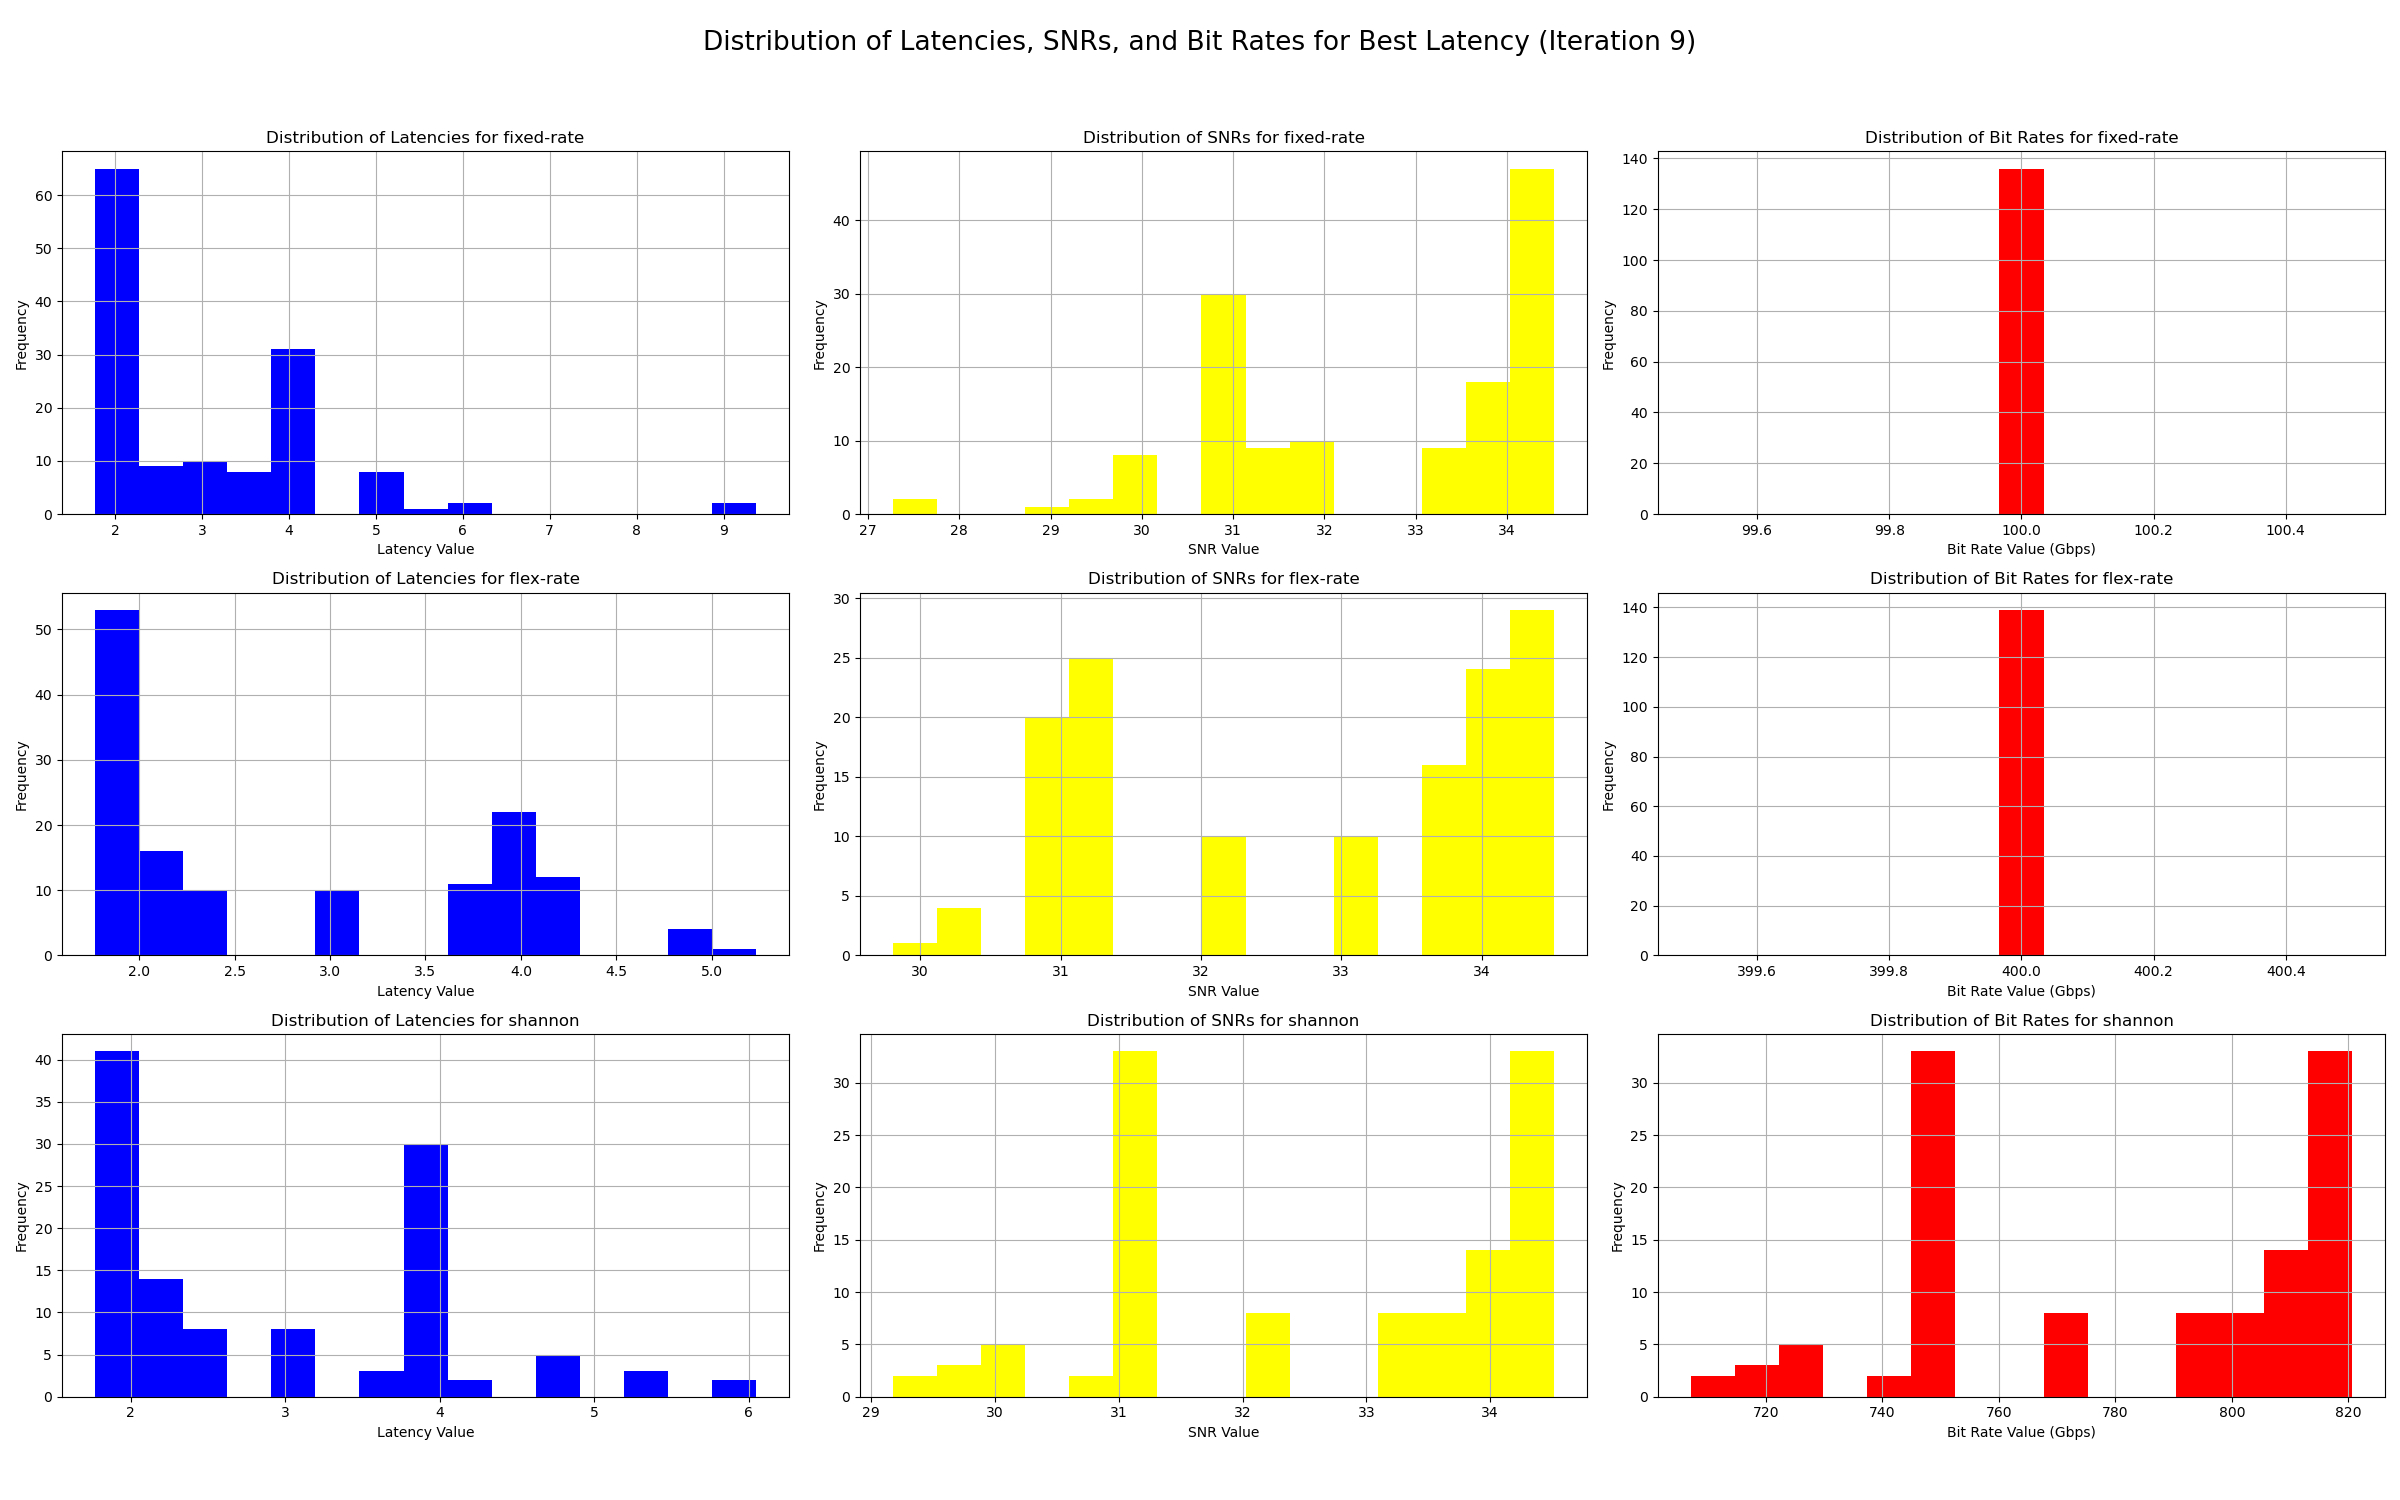 Distribution of Latencies, SNRs, and Bit Rates for Best Latency (Iteration 9)
Distribution of Latencies for fixed-rate
Frequency
0 10 20 30 40 50 60
2 3 4 5 6 7 8 9
Latency Value
Distribution of SNRs for fixed-rate
Frequency
0 10 20 30 40
27 28 29 30 31 32 33 34
SNR Value
Distribution of Bit Rates for fixed-rate
Frequency
0 20 40 60 80 100 120 140
99.6 99.8 100.0 100.2 100.4
Bit Rate Value (Gbps)
Distribution of Latencies for flex-rate
Frequency
0 10 20 30 40 50
2.0 2.5 3.0 3.5 4.0 4.5 5.0
Latency Value
Distribution of SNRs for flex-rate
Frequency
0 5 10 15 20 25 30
30 31 32 33 34
SNR Value
Distribution of Bit Rates for flex-rate
Frequency
0 20 40 60 80 100 120 140
399.6 399.8 400.0 400.2 400.4
Bit Rate Value (Gbps)
Distribution of Latencies for shannon
Frequency
0 5 10 15 20 25 30 35 40
2 3 4 5 6
Latency Value
Distribution of SNRs for shannon
Frequency
0 5 10 15 20 25 30
29 30 31 32 33 34
SNR Value
Distribution of Bit Rates for shannon
Frequency
0 5 10 15 20 25 30
720 740 760 780 800 820
Bit Rate Value (Gbps)